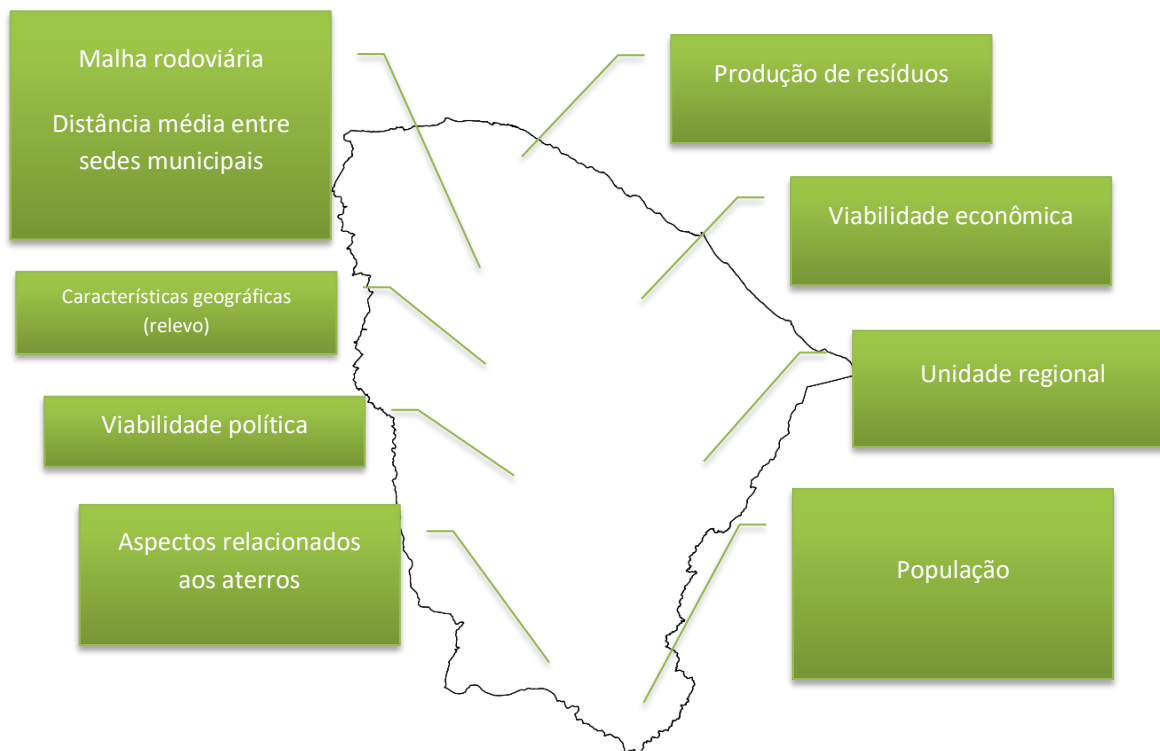 Malha rodoviária
Distância média entre
sedes municipais
Produção de resíduos
Viabilidade econômica
Característícas geográficas
(relevo)
Unidade regional
Viabilidade política
Aspectos relacionados
aos aterros
População